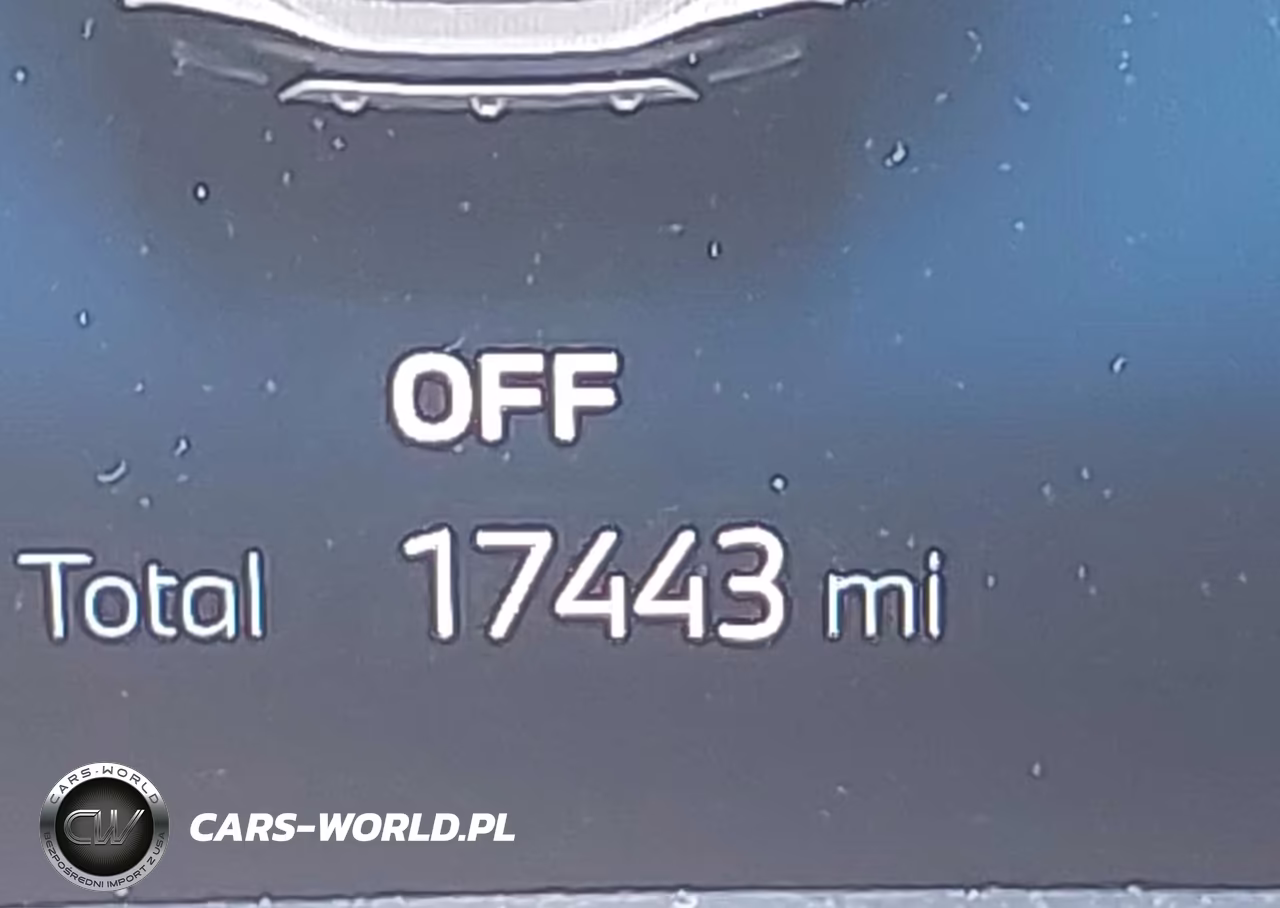 OFF
Total 17443 mi
CARS-WORLD
CW
BEZPOŚREDNI IMPORT Z USA
CARS-WORLD.PL